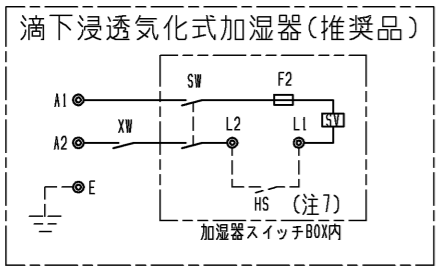 滴下浸透気化式加湿器(推奨品)
SW F2
A1
SV
XW L2 L1
A2
E
HS (注7)
加湿器スイッチBOX内